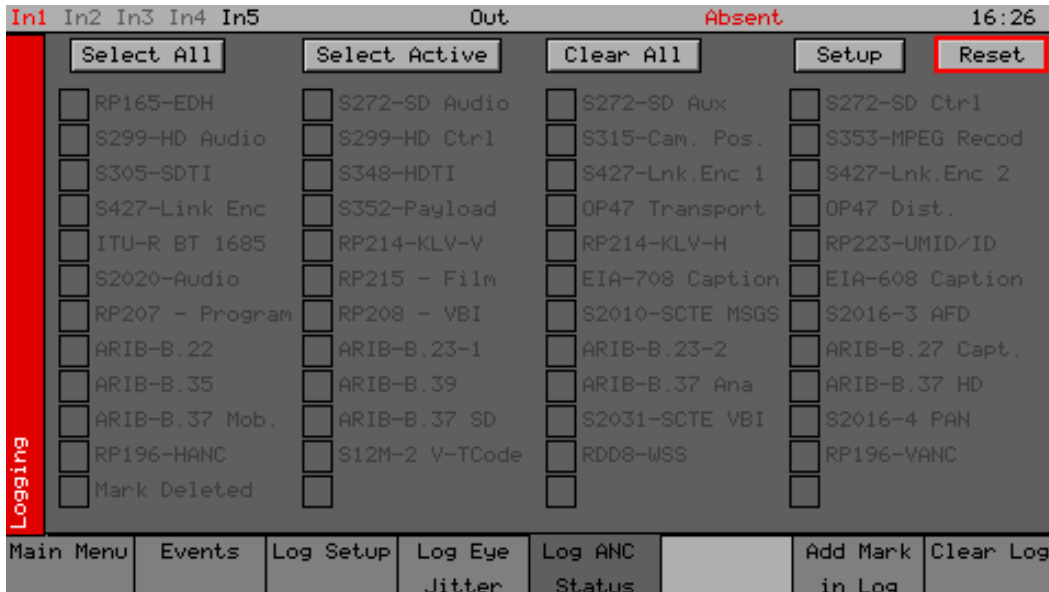 In1 In2 In3 In4 In5 Out Absent 16:26
Select All Select Active Clear All Setup Reset
RP165-EDH S272-SD Audio S272-SD Aux S272-SD Ctrl
S299-HD Audio S299-HD Ctrl S315-Cam. Pos. S353-MPEG Recod
S305-SDTI S348-HDTI S427-Lnk.Enc 1 S427-Lnk.Enc 2
S427-Link Enc S352-Payload OP47 Transport OP47 Dist.
ITU-R BT 1685 RP214-KLV-V RP214-KLV-H RP223-UMID/ID
S2020-Audio RP215 - Film EIA-708 Caption EIA-608 Caption
RP207 - Program RP208 - VBI S2010-SCTE MSGS S2016-3 AFD
ARIB-B.22 ARIB-B.23-1 ARIB-B.23-2 ARIB-B.27 Capt.
ARIB-B.35 ARIB-B.39 ARIB-B.37 Ana ARIB-B.37 HD
ARIB-B.37 Mob. ARIB-B.37 SD S2031-SCTE VBI S2016-4 PAN
RP196-HANC S12M-2 V-TCode RDD8-WSS RP196-VANC
Mark Deleted
Logging
Main Menu Events Log Setup Log Eye Log ANC Add Mark Clear Log
Jitter Status in Log